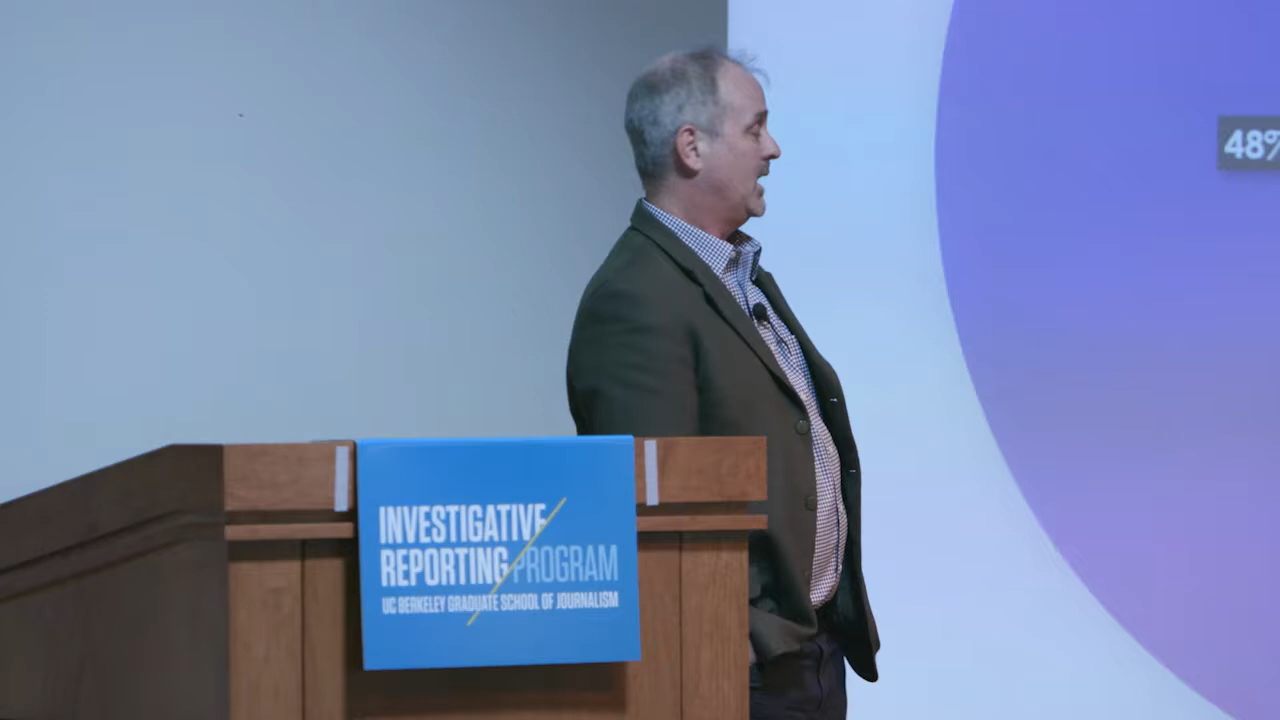 48%
INVESTIGATIVE
REPORTING PROGRAM
UC BERKELEY GRADUATE SCHOOL OF JOURNALISM